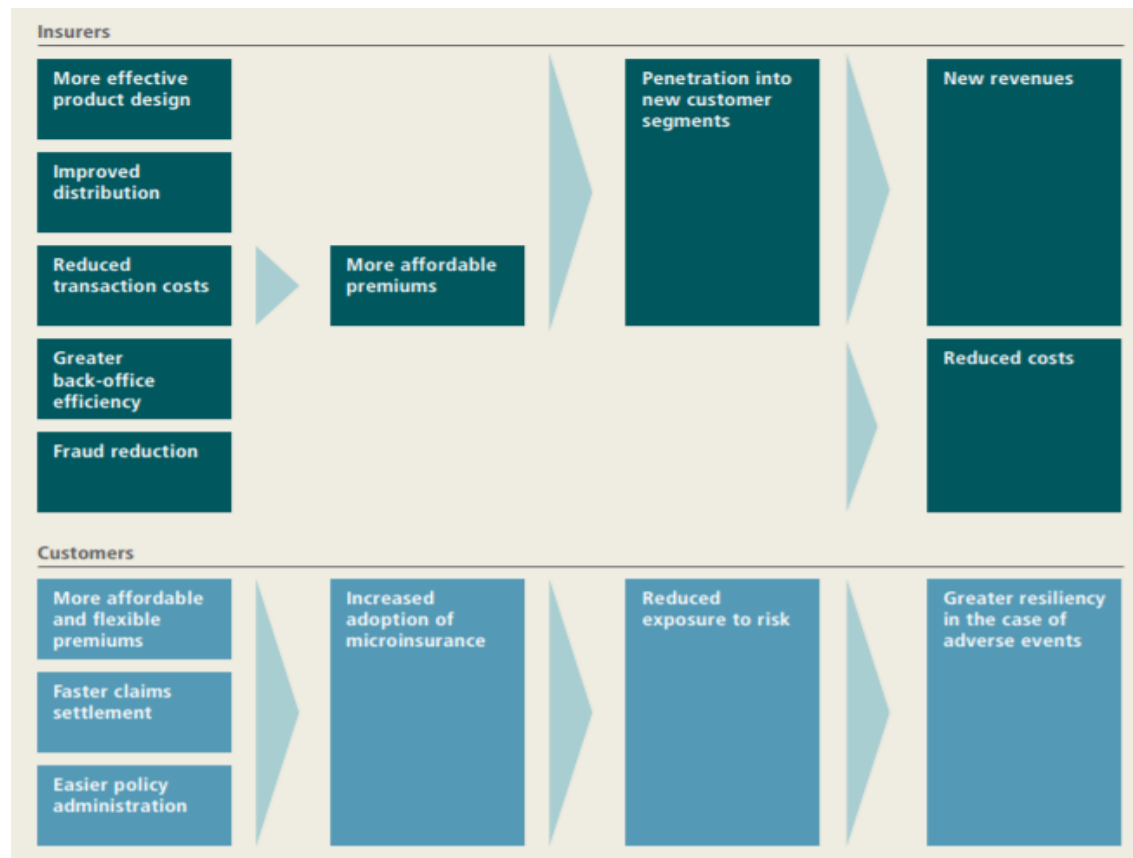 Insurers
More effective
product design
Improved
distribution
Reduced
transaction costs
Greater
back-office
efficiency
Fraud reduction
More affordable
premiums
Penetration into
new customer
segments
New revenues
Reduced costs
Customers
More affordable
and flexible
premiums
Faster claims
settlement
Easier policy
administration
Increased
adoption of
microinsurance
Reduced
exposure to risk
Greater resiliency
in the case of
adverse events